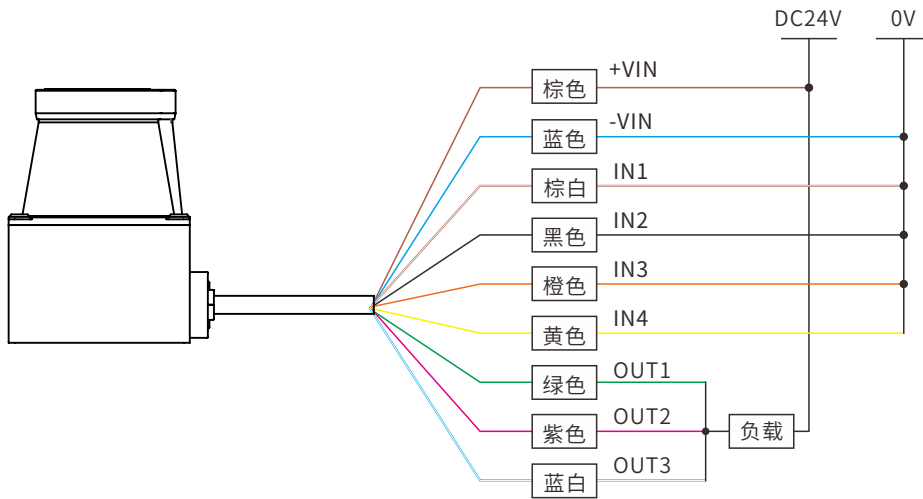 DC24V 0V
棕色 +VIN
蓝色 -VIN
棕白 IN1
黑色 IN2
橙色 IN3
黄色 IN4
绿色 OUT1
紫色 OUT2
负载
蓝白 OUT3